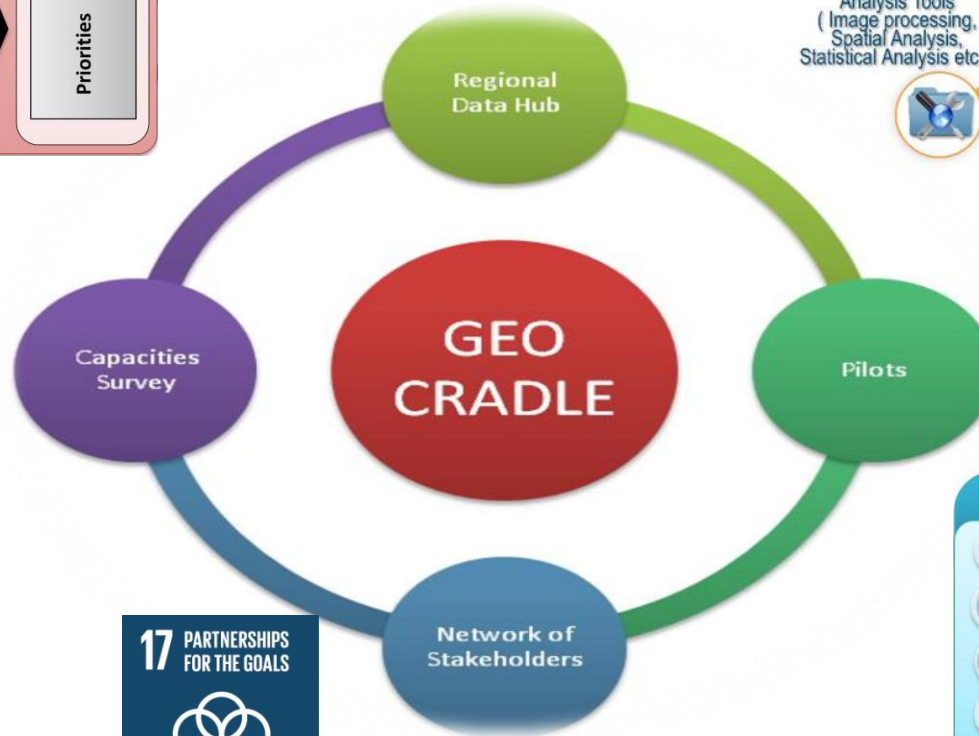 Priorities
Analysis Tools
( Image processing,
Spatial Analysis,
Statistical Analysis etc
Regional
Data Hub
Capacities
Survey
GEO
CRADLE
Pilots
Network of
Stakeholders
17 PARTNERSHIPS
FOR THE GOALS